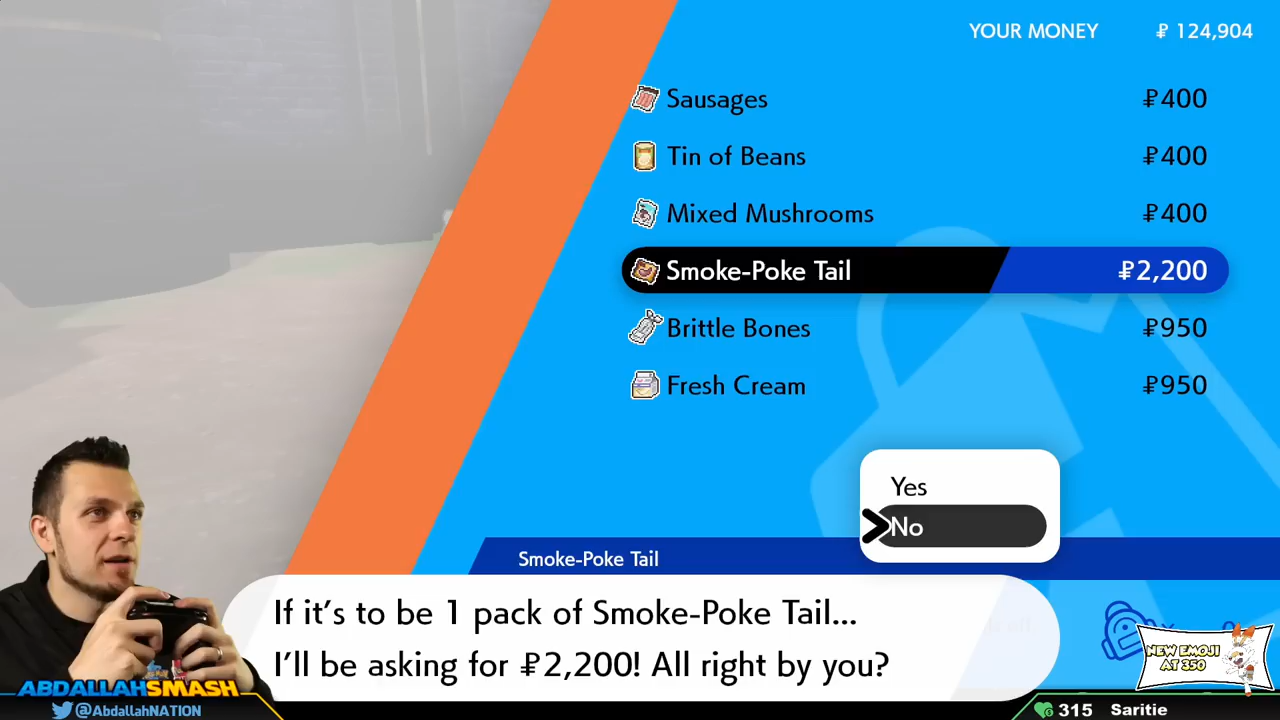 YOUR MONEY ₽ 124,904
Sausages ₽400
Tin of Beans ₽400
Mixed Mushrooms ₽400
Smoke-Poke Tail ₽2,200
Brittle Bones ₽950
Fresh Cream ₽950
Yes
No
Smoke-Poke Tail
If it's to be 1 pack of Smoke-Poke Tail...
I'll be asking for ₽2,200! All right by you?
NEW EMOJI
AT 350
ABDALLAHSMASH
@AbdallahNATION
315 Saritie